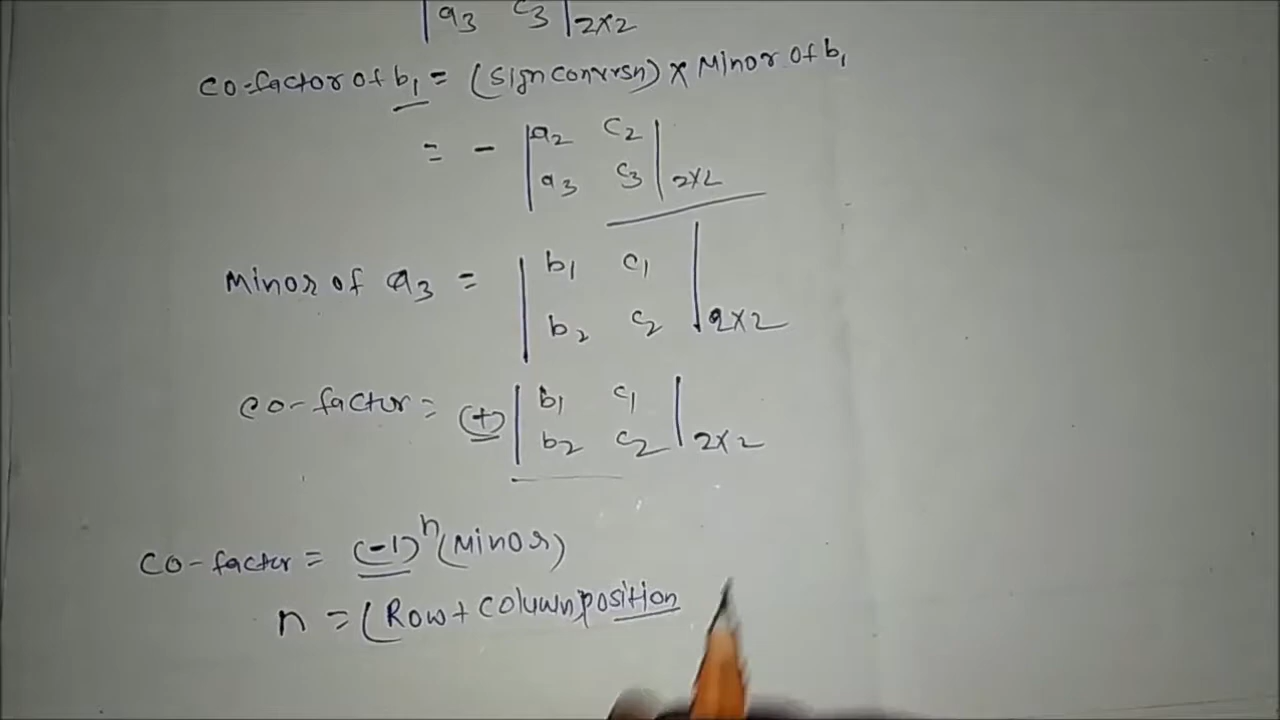 | a3 c3 | 2x2
co-factor of b1 = (sign conversn) x Minor of b1
= - | a2 c2 |
| a3 c3 | 2x2
Minor of a3 = | b1 c1 |
| b2 c2 | 2x2
co-factor = (+) | b1 c1 |
| b2 c2 | 2x2
co-factor = (-1)^n (Minor)
n = (Row + column) position